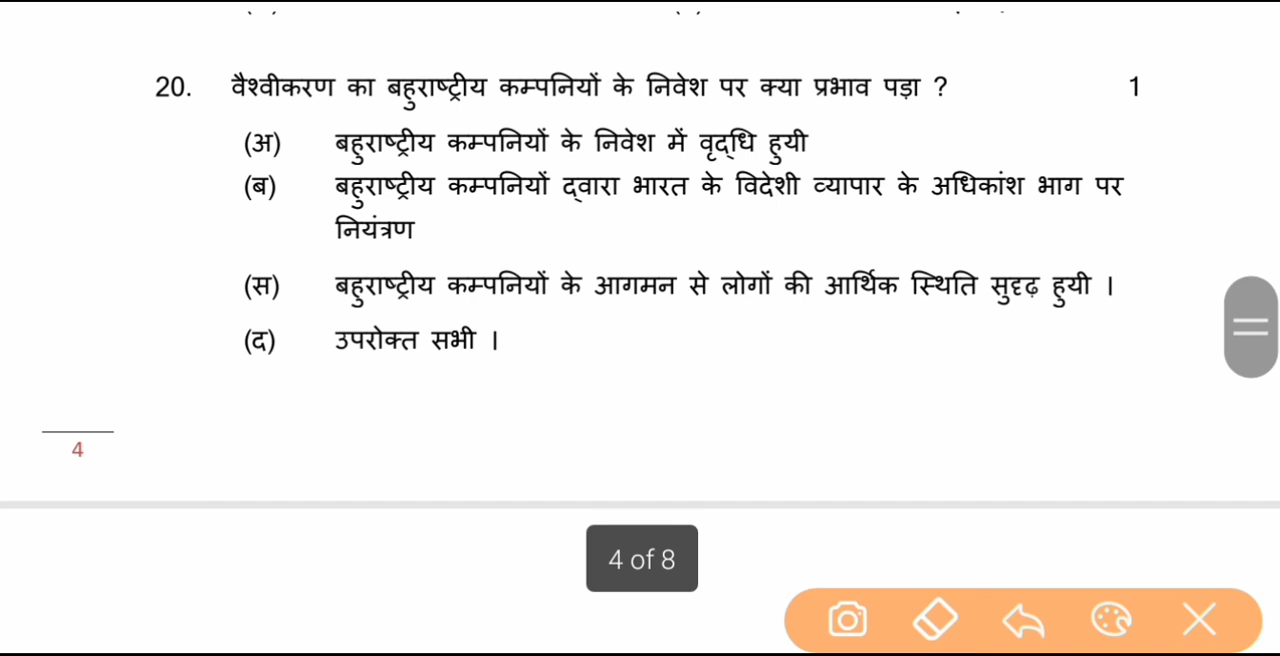 20. वैश्वीकरण का बहुराष्ट्रीय कम्पनियों के निवेश पर क्या प्रभाव पड़ा ? 1
(अ) बहुराष्ट्रीय कम्पनियों के निवेश में वृद्धि हुयी
(ब) बहुराष्ट्रीय कम्पनियों द्वारा भारत के विदेशी व्यापार के अधिकांश भाग पर
नियंत्रण
(स) बहुराष्ट्रीय कम्पनियों के आगमन से लोगों की आर्थिक स्थिति सुदृढ़ हुयी ।
(द) उपरोक्त सभी ।
4
4 of 8